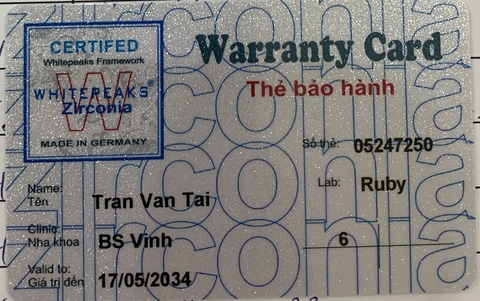 CERTIFED
Whitepeaks Framework
W
WHITEPEAKS®
Zirconia
MADE IN GERMANY
Warranty Card
Thẻ bảo hành
Số thẻ: 05247250
Name:
Tên Tran Van Tai
Lab: Ruby
Clinic:
Nha khoa BS Vinh
6
Valid to:
Giá trị đến 17/05/2034
zirconia